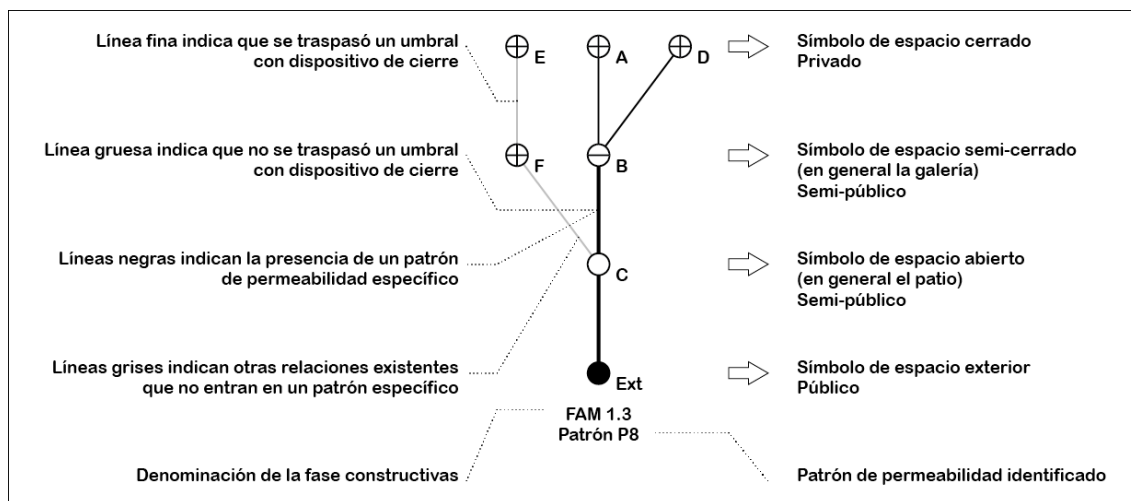 Línea fina indica que se traspasó un umbral
con dispositivo de cierre
E
A
D
Símbolo de espacio cerrado
Privado
Línea gruesa indica que no se traspasó un umbral
con dispositivo de cierre
F
B
Símbolo de espacio semi-cerrado
(en general la galería)
Semi-público
Líneas negras indican la presencia de un patrón
de permeabilidad específico
C
Símbolo de espacio abierto
(en general el patio)
Semi-público
Líneas grises indican otras relaciones existentes
que no entran en un patrón específico
Ext
Símbolo de espacio exterior
Público
FAM 1.3
Patrón P8
Denominación de la fase constructivas
Patrón de permeabilidad identificado